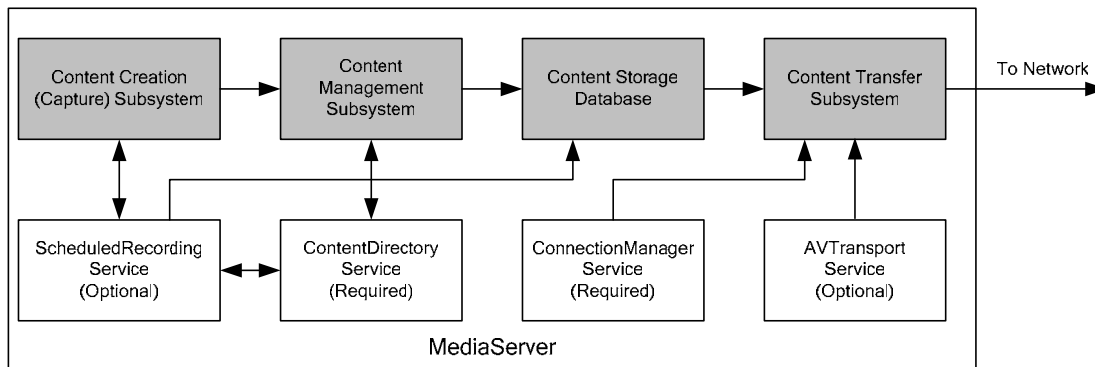 Content Creation
(Capture) Subsystem
Content
Management
Subsystem
Content Storage
Database
Content Transfer
Subsystem
To Network
ScheduledRecording
Service
(Optional)
ContentDirectory
Service
(Required)
ConnectionManager
Service
(Required)
AVTransport
Service
(Optional)
MediaServer